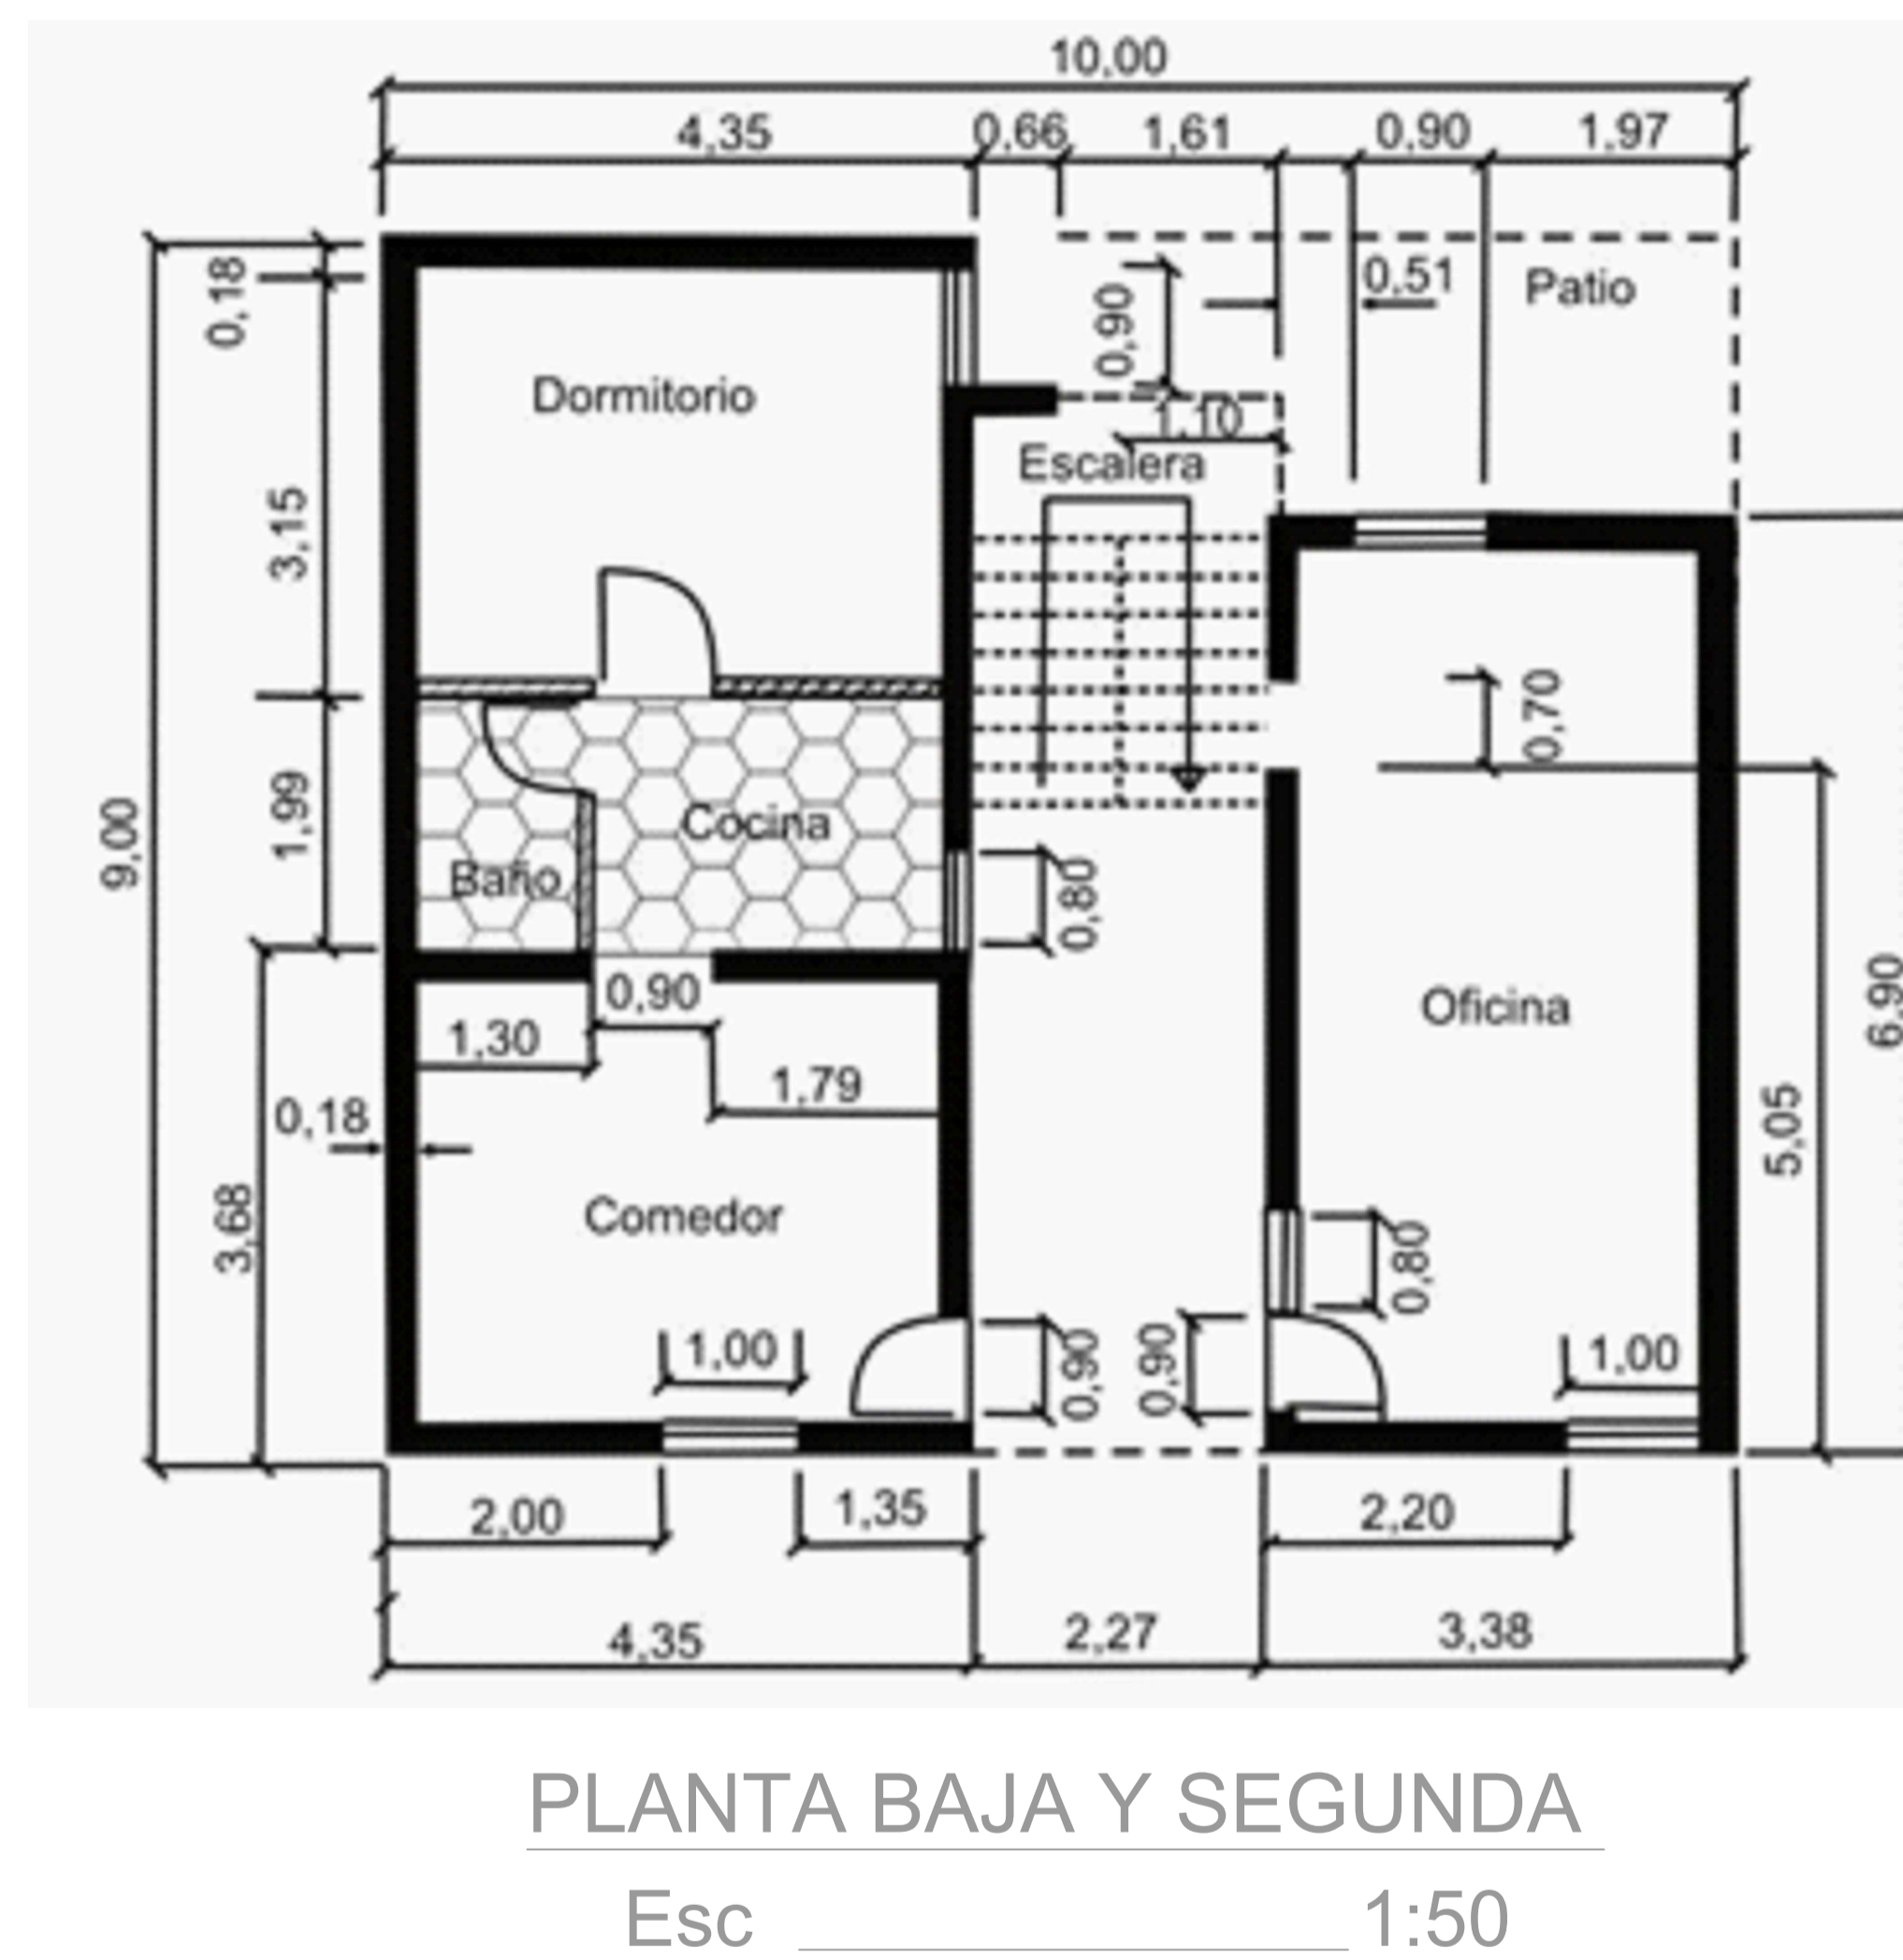 10,00
4,35 0,66 1,61 0,90 1,97
0,18
0,90
0,51
Patio
Dormitorio
1,10
Escalera
3,15
0,70
9,00
1,99
Cocina
Baño
0,80
0,90
1,30
1,79
Oficina
6,90
5,05
0,18
3,68
Comedor
0,80
1,00
0,90
0,90
1,00
2,00
1,35
2,20
4,35
2,27
3,38
PLANTA BAJA Y SEGUNDA
Esc 1:50